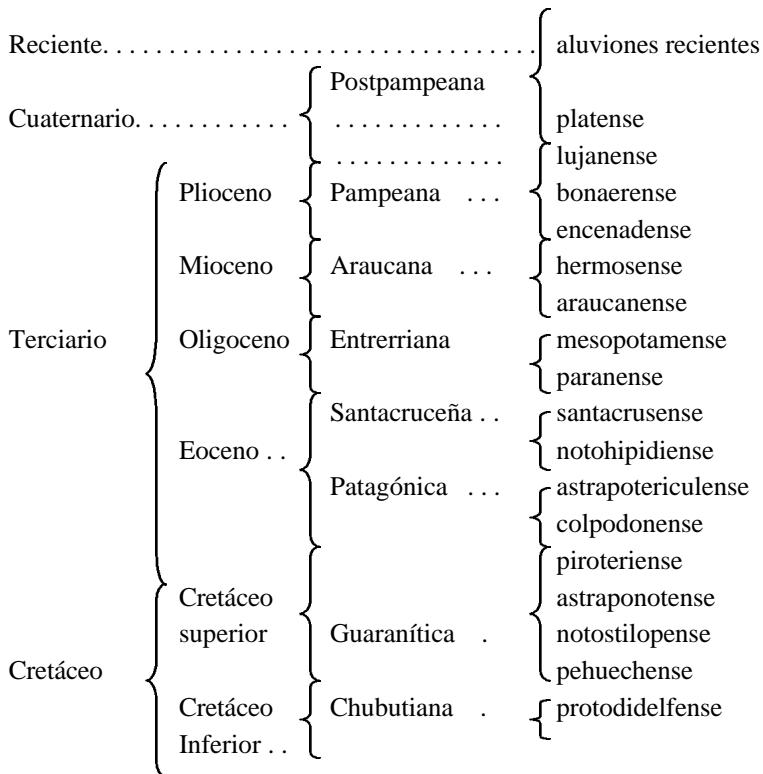 Reciente. . . . . . . . . . . . . . . . . . . . . . . . . . . . . . . . . . aluviones recientes
Postpampeana
Cuaternario. . . . . . . . . . . . . . . . . . . . . . . . . platense
. . . . . . . . . . . . . lujanense
Plioceno Pampeana . . . bonaerense
encenadense
Mioceno Araucana . . . hermosense
araucanense
Terciario Oligoceno Entrerriana mesopotamense
paranense
Santacruceña . . santacrusense
Eoceno . . notohipidiense
Patagónica . . . astrapotericulense
colpodonense
piroteriense
Cretáceo astraponotense
superior Guaranítica . notostilopense
Cretáceo pehuechense
Cretáceo Chubutiana . protodidelfense
Inferior . .